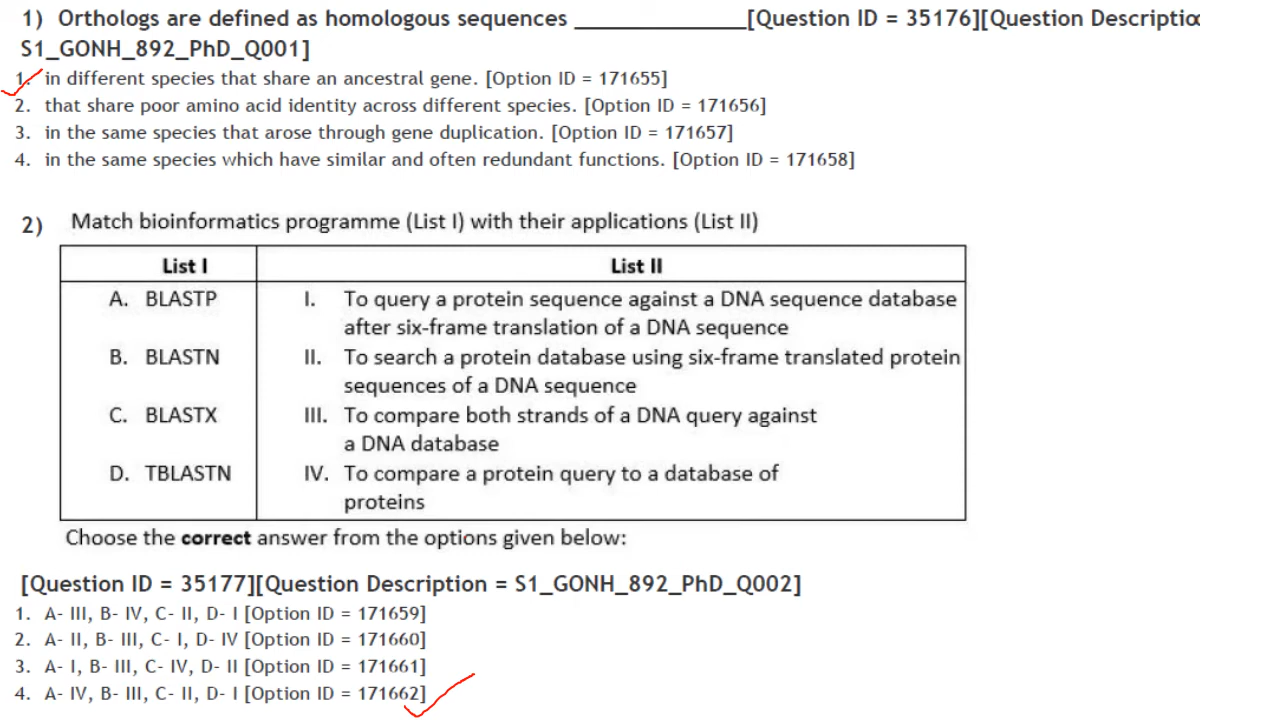 1) Orthologs are defined as homologous sequences _____________[Question ID = 35176][Question Descriptio
S1_GONH_892_PhD_Q001]
1. in different species that share an ancestral gene. [Option ID = 171655]
2. that share poor amino acid identity across different species. [Option ID = 171656]
3. in the same species that arose through gene duplication. [Option ID = 171657]
4. in the same species which have similar and often redundant functions. [Option ID = 171658]
2) Match bioinformatics programme (List I) with their applications (List II)
List I List II
A. BLASTP I. To query a protein sequence against a DNA sequence database
after six-frame translation of a DNA sequence
B. BLASTN II. To search a protein database using six-frame translated protein
sequences of a DNA sequence
C. BLASTX III. To compare both strands of a DNA query against
a DNA database
D. TBLASTN IV. To compare a protein query to a database of
proteins
Choose the correct answer from the options given below:
[Question ID = 35177][Question Description = S1_GONH_892_PhD_Q002]
1. A- III, B- IV, C- II, D- I [Option ID = 171659]
2. A- II, B- III, C- I, D- IV [Option ID = 171660]
3. A- I, B- III, C- IV, D- II [Option ID = 171661]
4. A- IV, B- III, C- II, D- I [Option ID = 171662]